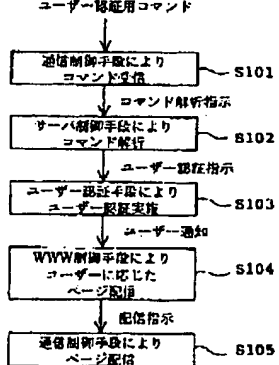 ユーザー認証用コマンド
通信制御手段により
コマンド受信
S101
コマンド解析指示
サーバ制御手段により
コマンド解析
S102
ユーザー認証指示
ユーザー認証手段により
ユーザー認証実施
S103
ユーザー通知
WWW制御手段により
ユーザーに応じた
ページ配信
S104
配信指示
通信制御手段により
ページ配信
S105